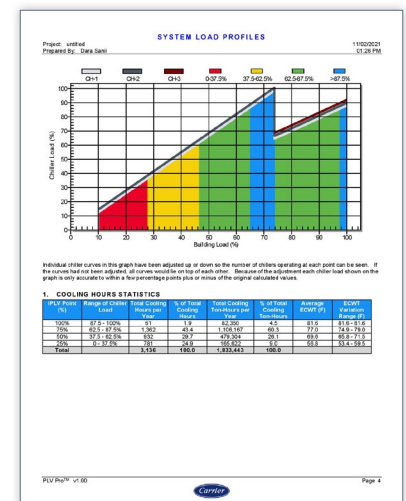 SYSTEM LOAD PROFILES
Project: untitled
Prepared By: Dara Sanii
11/02/2021
01:26 PM
CH-1 CH-2 CH-3 0-37.5% 37.5-62.5% 62.5-87.5% >87.5%
100
90
80
70
60
50
40
30
20
10
0
Chiller Load (%)
0 10 20 30 40 50 60 70 80 90 100
Building Load (%)
Individual chiller curves in this graph have been adjusted up or down so the number of chillers operating at each point can be seen. If
the curves had not been adjusted, all curves would lie on top of each other. Because of the adjustment each chiller load shown on the
graph is only accurate to within a few percentage points plus or minus of the original calculated values.
1. COOLING HOURS STATISTICS
IPLV Point (%) Range of Chiller Load Total Cooling Hours per Year % of Total Cooling Hours Total Cooling Ton-Hours per Year % of Total Cooling Ton-Hours Average ECWT (F) ECWT Variation Range (F)
100% 87.5 - 100% 61 1.9 82,350 4.5 81.6 81.6 - 81.6
75% 62.5 - 87.5% 1,362 43.4 1,106,167 60.3 77.0 74.9 - 79.0
50% 37.5 - 62.5% 932 29.7 479,304 26.1 69.6 65.8 - 71.5
25% 0 - 37.5% 781 24.9 165,622 9.0 58.8 53.4 - 59.5
Total 3,136 100.0 1,833,443 100.0
PLV Pro™ v1.00
Page 4
Carrier